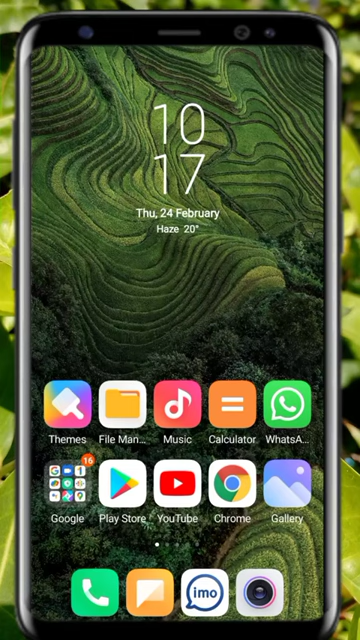 10
17
Thu, 24 February
Haze 20°
Themes
File Man...
Music
Calculator
WhatsA...
16
Google
Play Store
YouTube
Chrome
Gallery
imo